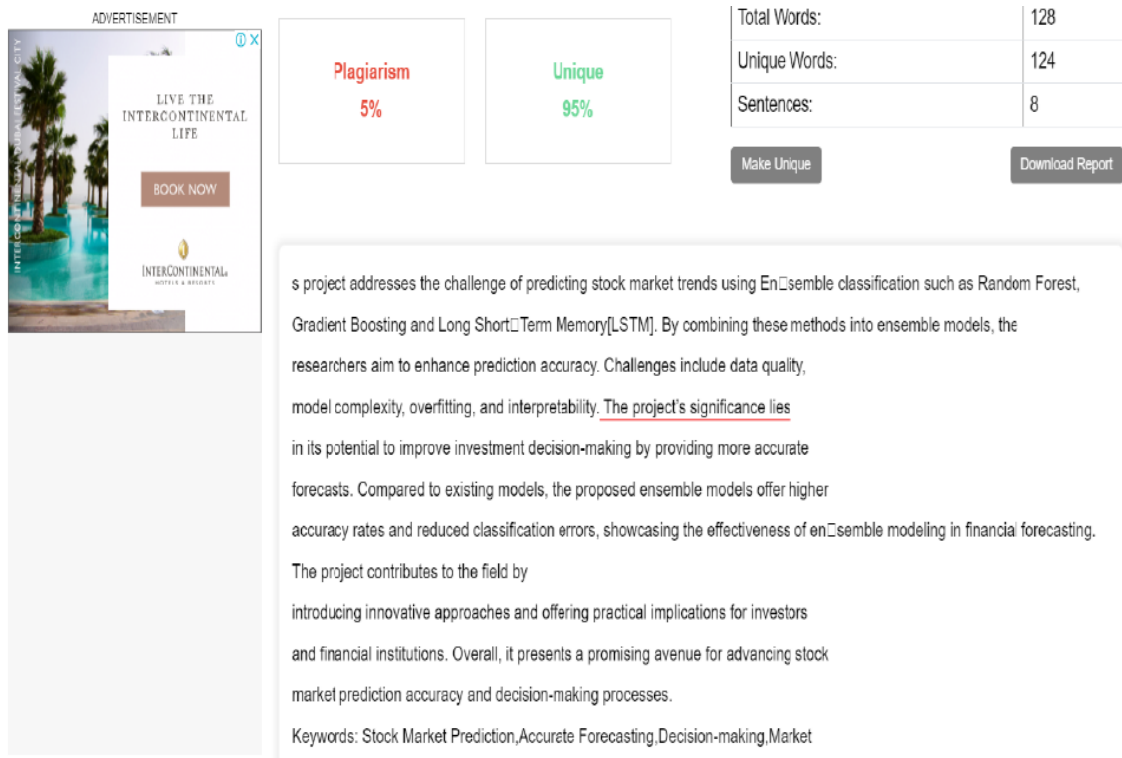 ADVERTISEMENT
LIVE THE
INTERCONTINENTAL
LIFE
BOOK NOW
INTERCONTINENTAL
HOTELS & RESORTS
INTERCONTINENTAL DUBAI FESTIVAL CITY
Plagiarism
5%
Unique
95%
Total Words: 128
Unique Words: 124
Sentences: 8
Make Unique
Download Report
s project addresses the challenge of predicting stock market trends using En□semble classification such as Random Forest,
Gradient Boosting and Long Short□Term Memory[LSTM]. By combining these methods into ensemble models, the
researchers aim to enhance prediction accuracy. Challenges include data quality,
model complexity, overfitting, and interpretability. The project's significance lies
in its potential to improve investment decision-making by providing more accurate
forecasts. Compared to existing models, the proposed ensemble models offer higher
accuracy rates and reduced classification errors, showcasing the effectiveness of en□semble modeling in financial forecasting.
The project contributes to the field by
introducing innovative approaches and offering practical implications for investors
and financial institutions. Overall, it presents a promising avenue for advancing stock
market prediction accuracy and decision-making processes.
Keywords: Stock Market Prediction,Accurate Forecasting,Decision-making,Market